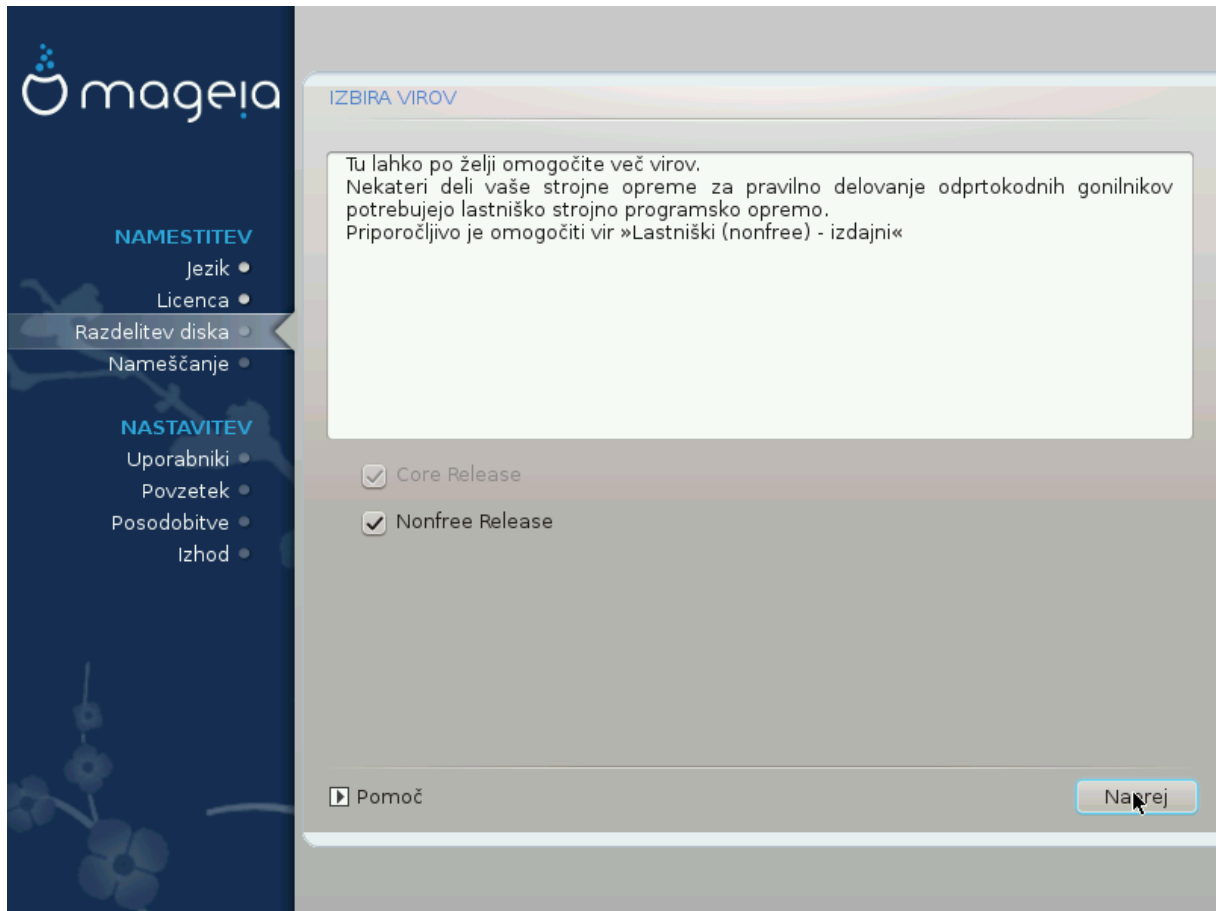 mageia
NAMESTITEV
Jezik
Licenca
Razdelitev diska
Nameščanje
NASTAVITEV
Uporabniki
Povzetek
Posodobitve
Izhod
IZBIRA VIROV
Tu lahko po želji omogočite več virov.
Nekateri deli vaše strojne opreme za pravilno delovanje odprtokodnih gonilnikov
potrebujejo lastniško strojno programsko opremo.
Priporočljivo je omogočiti vir »Lastniški (nonfree) - izdajni«
Core Release
Nonfree Release
Pomoč
Naprej